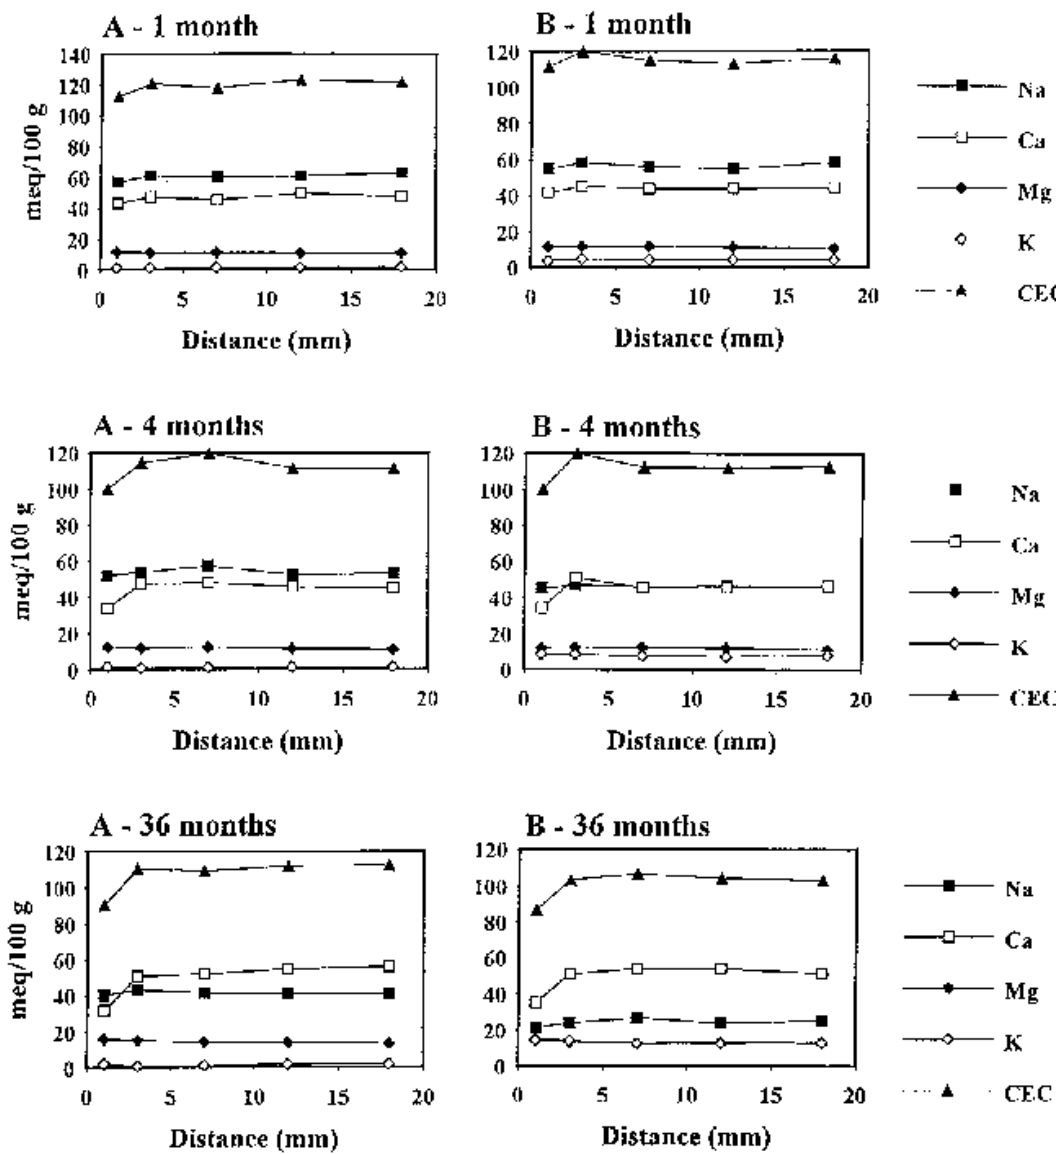 A - 1 month
B - 1 month
meq/100 g
140
120
100
80
60
40
20
0
0 5 10 15 20
Distance (mm)
120
100
80
60
40
20
0
0 5 10 15 20
Distance (mm)
Na
Ca
Mg
K
CEC
A - 4 months
B - 4 months
meq/100 g
120
100
80
60
40
20
0
0 5 10 15 20
Distance (mm)
120
100
80
60
40
20
0
0 5 10 15 20
Distance (mm)
Na
Ca
Mg
K
CEC
A - 36 months
B - 36 months
meq/100 g
120
100
80
60
40
20
0
0 5 10 15 20
Distance (mm)
120
100
80
60
40
20
0
0 5 10 15 20
Distance (mm)
Na
Ca
Mg
K
CEC